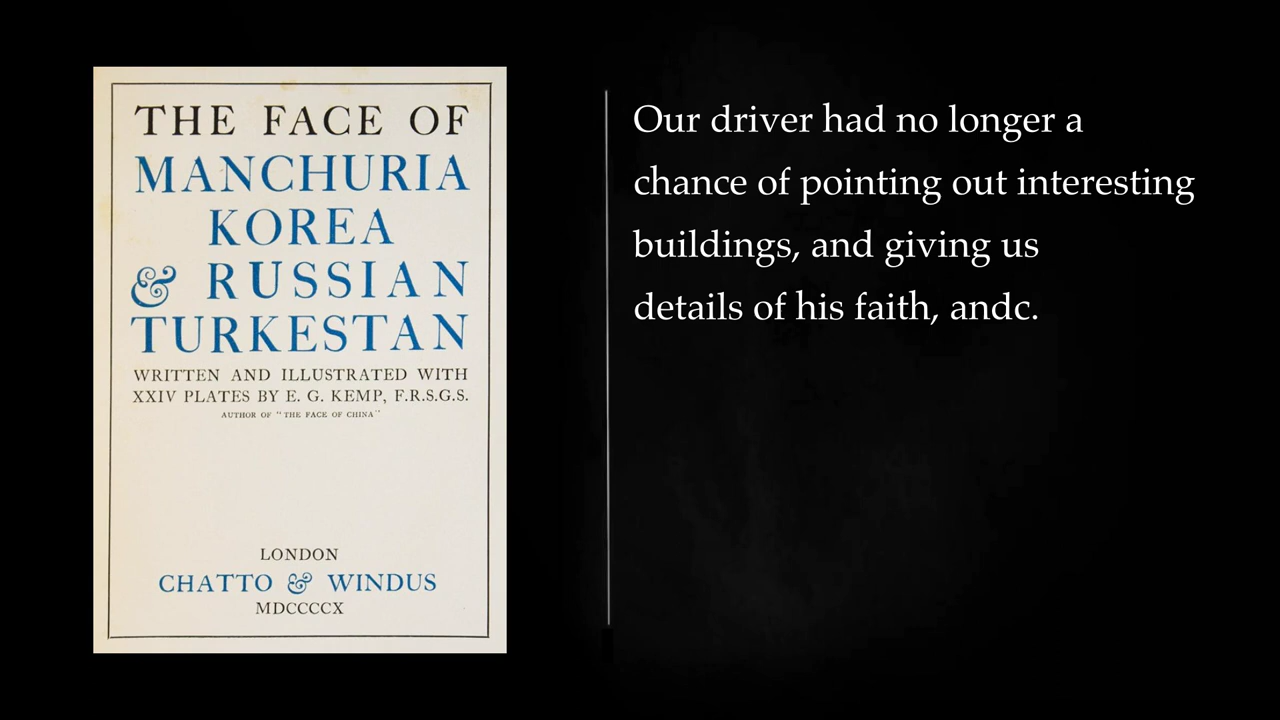 THE FACE OF
MANCHURIA
KOREA
& RUSSIAN
TURKESTAN
WRITTEN AND ILLUSTRATED WITH
XXIV PLATES BY E. G. KEMP, F.R.S.G.S.
AUTHOR OF "THE FACE OF CHINA"
LONDON
CHATTO & WINDUS
MDCCCCX
Our driver had no longer a
chance of pointing out interesting
buildings, and giving us
details of his faith, andc.